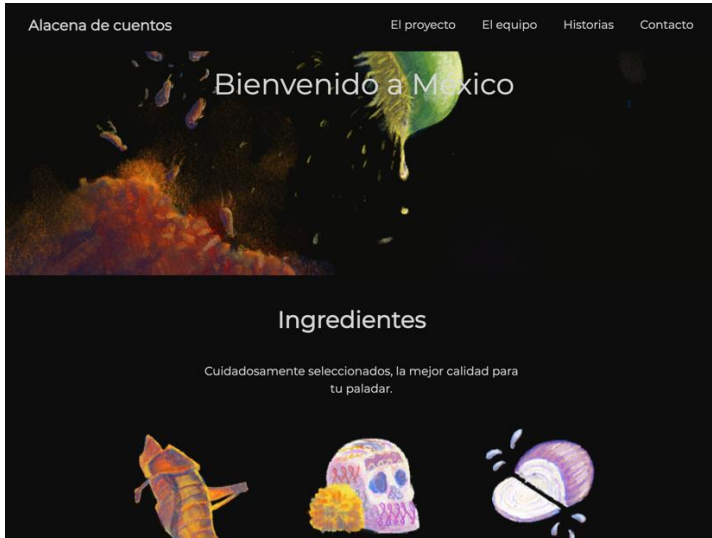 Alacena de cuentos
El proyecto El equipo Historias Contacto
Bienvenido a México
Ingredientes
Cuidadosamente seleccionados, la mejor calidad para
tu paladar.